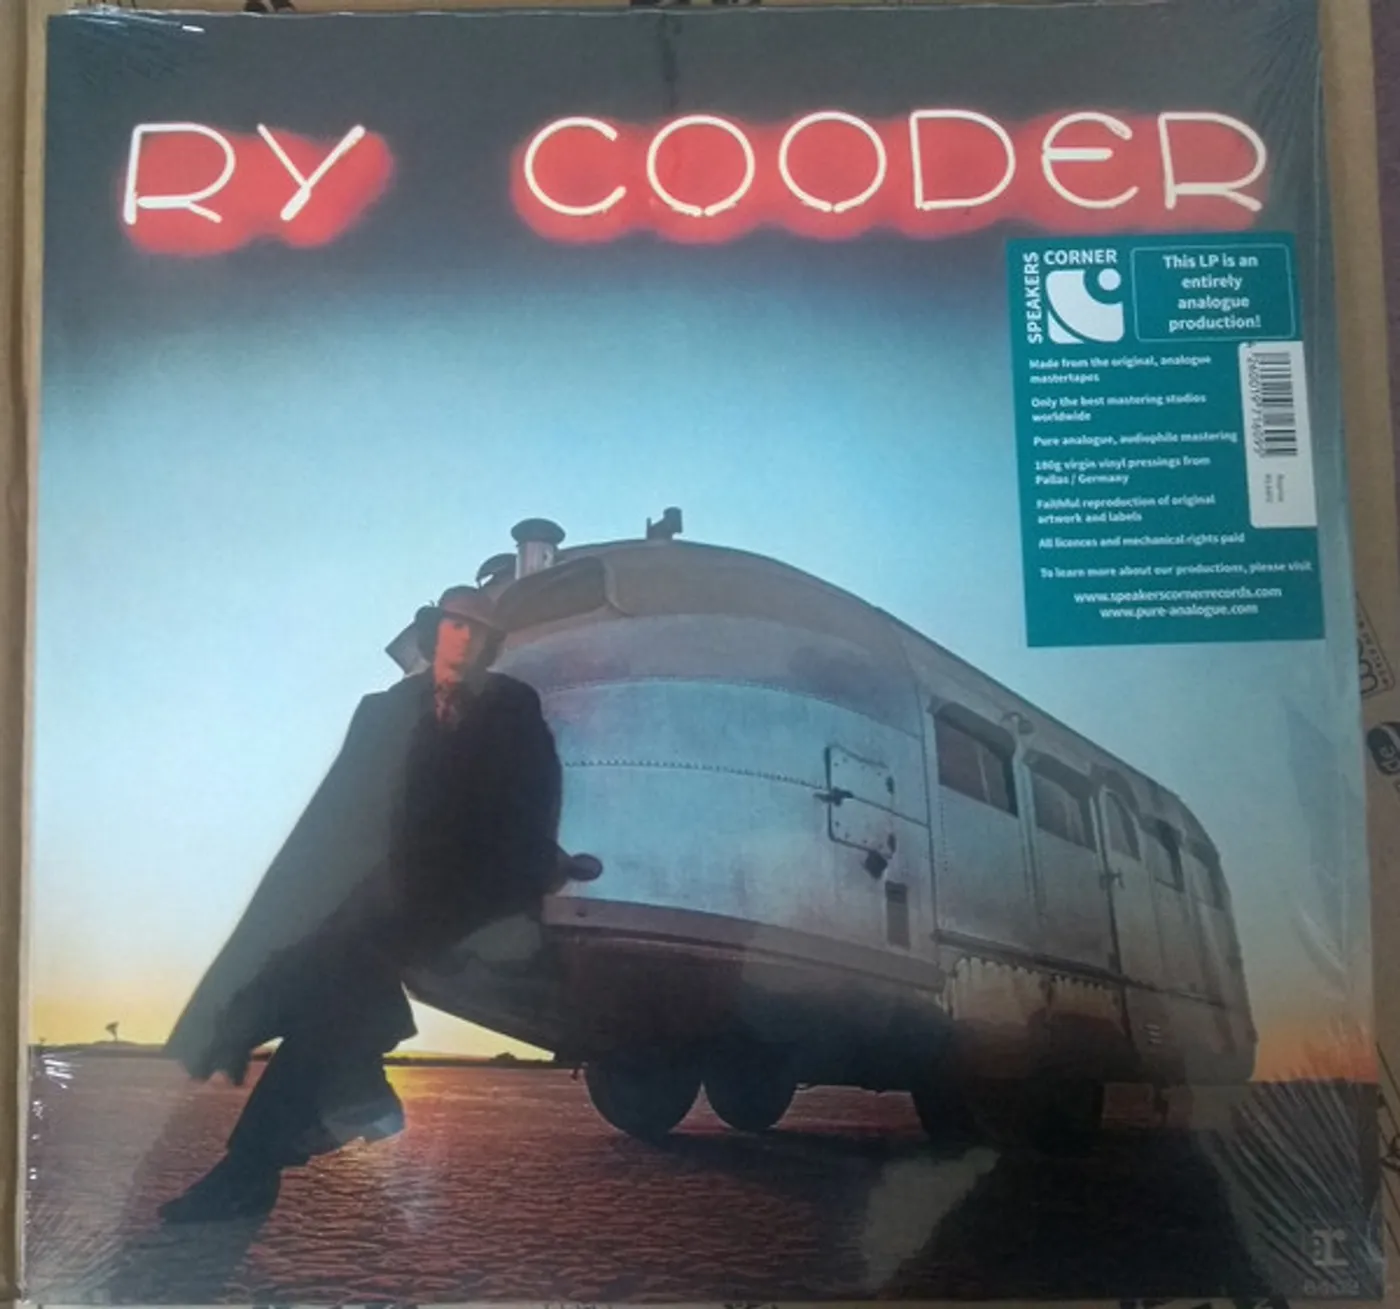 RY COODER
SPEAKERS
CORNER
This LP is an
entirely
analogue
production!
Made from the original, analogue
mastertapes
Only the best mastering studios
worldwide
Pure analogue, audiophile mastering
180g virgin vinyl pressings from
Pallas / Germany
Faithful reproduction of original
artwork and labels
All licences and mechanical rights paid
To learn more about our productions, please visit
www.speakerscornerrecords.com
www.pure-analogue.com